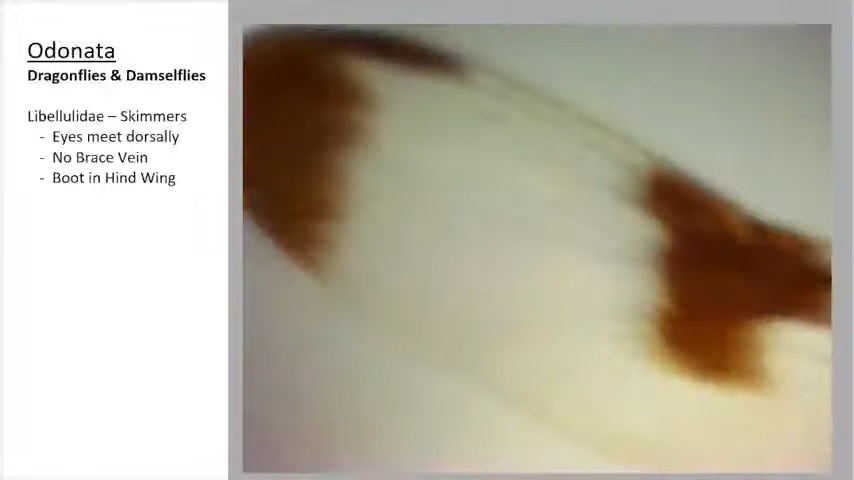 Odonata
Dragonflies & Damselflies
Libellulidae – Skimmers
- Eyes meet dorsally
- No Brace Vein
- Boot in Hind Wing